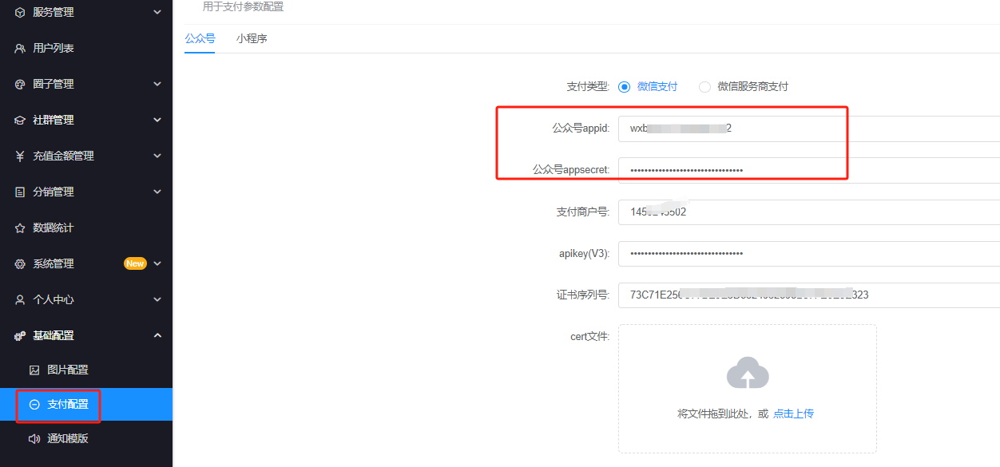 服务管理
用户列表
圈子管理
社群管理
充值金额管理
分销管理
数据统计
系统管理 New
个人中心
基础配置
图片配置
支付配置
通知模版
用于支付参数配置
公众号 小程序
支付类型: 微信支付 微信服务商支付
公众号appid: wxb 2
公众号appsecret: •••••••••••••••••••••••••••••••
支付商户号:
apikey(V3): •••••••••••••••••••••••••••••••
证书序列号: 73C71E25 323
cert文件:
将文件拖到此处，或 点击上传